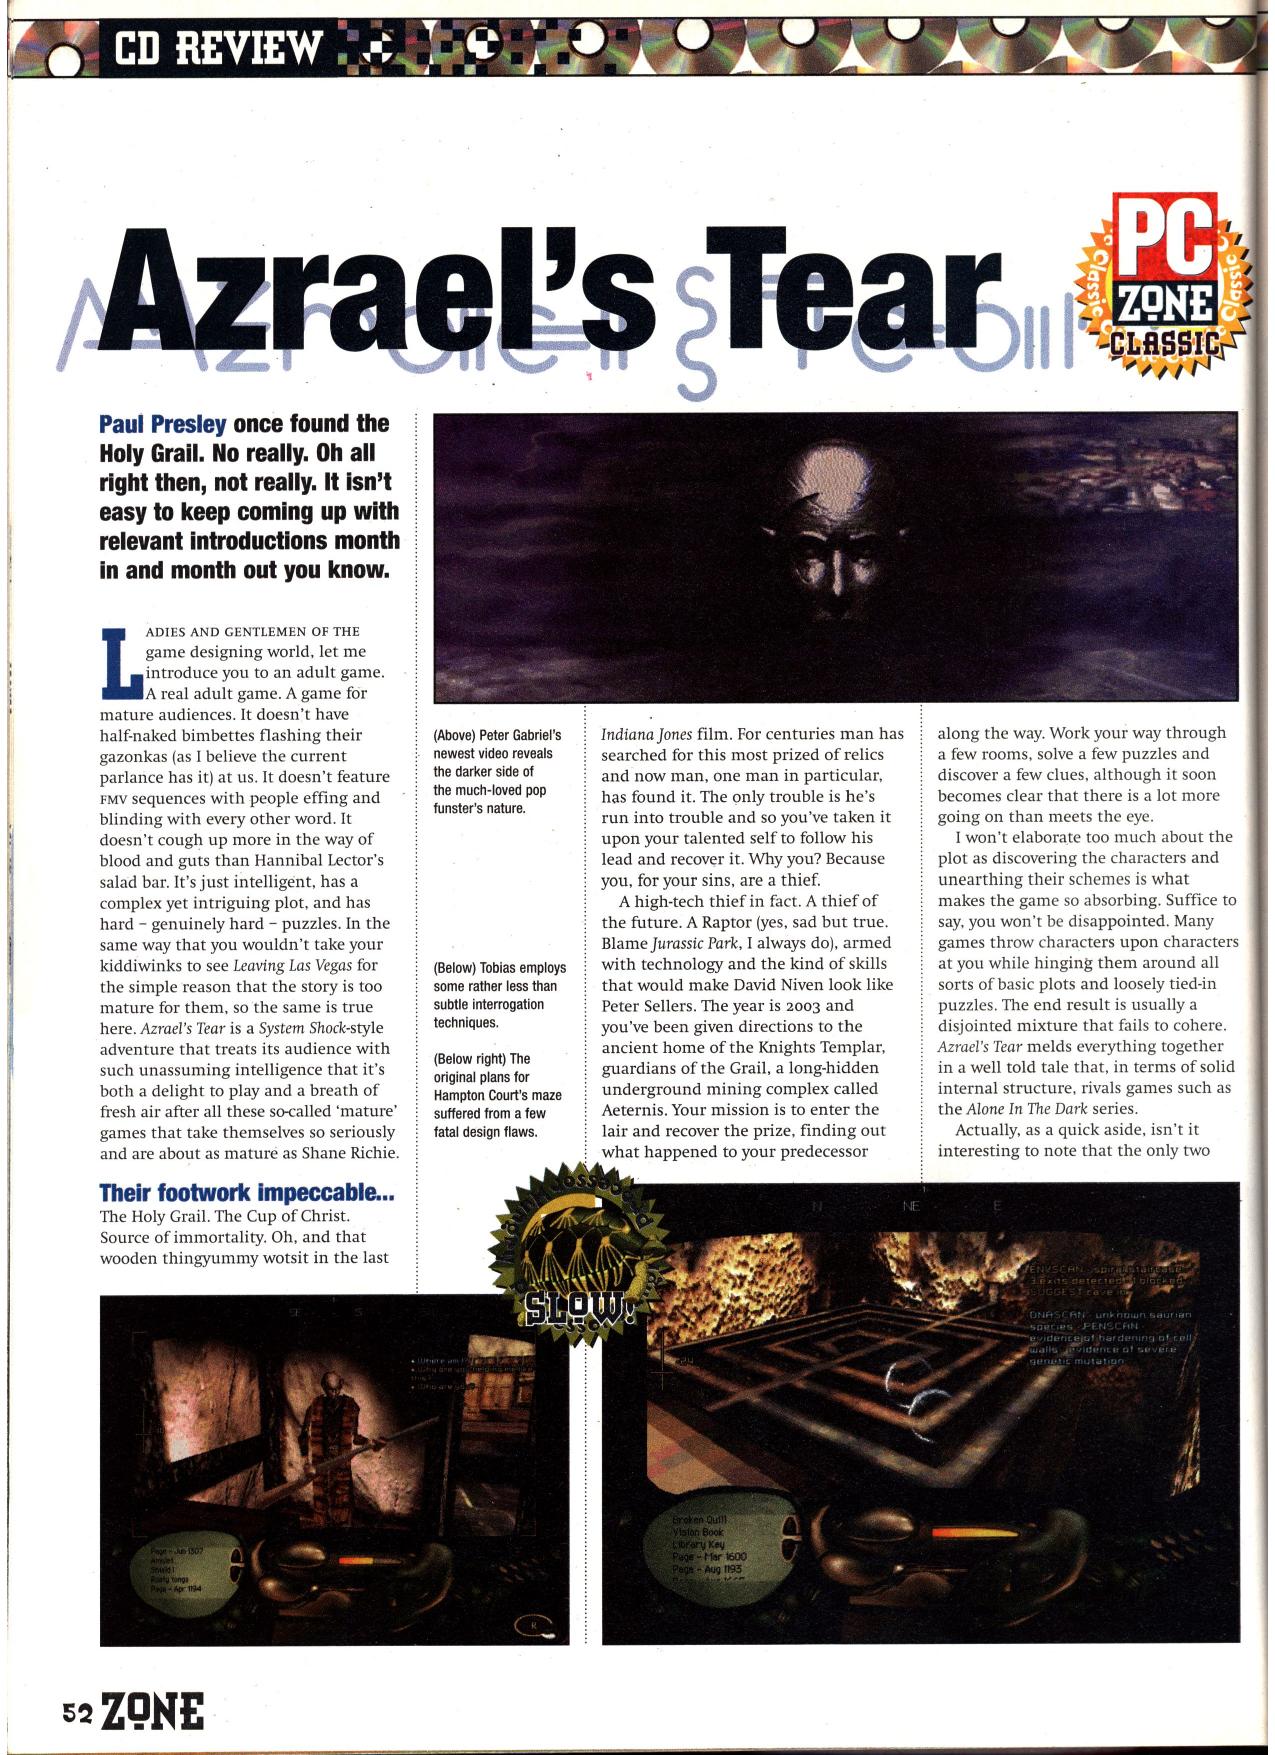 CD REVIEW
Azrael's Tear
PC
ZONE
CLASSIC
Classic
Classic
Paul Presley once found the
Holy Grail. No really. Oh all
right then, not really. It isn't
easy to keep coming up with
relevant introductions month
in and month out you know.
LADIES AND GENTLEMEN OF THE
game designing world, let me
introduce you to an adult game.
A real adult game. A game for
mature audiences. It doesn't have
half-naked bimbettes flashing their
gazonkas (as I believe the current
parlance has it) at us. It doesn't feature
FMV sequences with people effing and
blinding with every other word. It
doesn't cough up more in the way of
blood and guts than Hannibal Lector's
salad bar. It's just intelligent, has a
complex yet intriguing plot, and has
hard – genuinely hard – puzzles. In the
same way that you wouldn't take your
kiddiwinks to see Leaving Las Vegas for
the simple reason that the story is too
mature for them, so the same is true
here. Azrael's Tear is a System Shock-style
adventure that treats its audience with
such unassuming intelligence that it's
both a delight to play and a breath of
fresh air after all these so-called 'mature'
games that take themselves so seriously
and are about as mature as Shane Richie.
Their footwork impeccable...
The Holy Grail. The Cup of Christ.
Source of immortality. Oh, and that
wooden thingyummy wotsit in the last
(Above) Peter Gabriel's
newest video reveals
the darker side of
the much-loved pop
funster's nature.
(Below) Tobias employs
some rather less than
subtle interrogation
techniques.
(Below right) The
original plans for
Hampton Court's maze
suffered from a few
fatal design flaws.
Indiana Jones film. For centuries man has
searched for this most prized of relics
and now man, one man in particular,
has found it. The only trouble is he's
run into trouble and so you've taken it
upon your talented self to follow his
lead and recover it. Why you? Because
you, for your sins, are a thief.
A high-tech thief in fact. A thief of
the future. A Raptor (yes, sad but true.
Blame Jurassic Park, I always do), armed
with technology and the kind of skills
that would make David Niven look like
Peter Sellers. The year is 2003 and
you've been given directions to the
ancient home of the Knights Templar,
guardians of the Grail, a long-hidden
underground mining complex called
Aeternis. Your mission is to enter the
lair and recover the prize, finding out
what happened to your predecessor
along the way. Work your way through
a few rooms, solve a few puzzles and
discover a few clues, although it soon
becomes clear that there is a lot more
going on than meets the eye.
I won't elaborate too much about the
plot as discovering the characters and
unearthing their schemes is what
makes the game so absorbing. Suffice to
say, you won't be disappointed. Many
games throw characters upon characters
at you while hinging them around all
sorts of basic plots and loosely tied-in
puzzles. The end result is usually a
disjointed mixture that fails to cohere.
Azrael's Tear melds everything together
in a well told tale that, in terms of solid
internal structure, rivals games such as
the Alone In The Dark series.
Actually, as a quick aside, isn't it
interesting to note that the only two
SLOW!
SE S
Page - Jun 1307
Amulet
Shield 1
Rusty tongs
Page - Apr 1194
R
N NE E
ENVSCAN - spiral staircase
3 exits detected, 1 blocked
SUGGEST cave in
DNASCAN - unknown saurian
species. PENSCAN -
evidence of hardening of cell
walls, evidence of severe
genetic mutation
Broken Quill
Vision Book
Library Key
Page - Mar 1600
Page - Aug 1193
52 ZONE